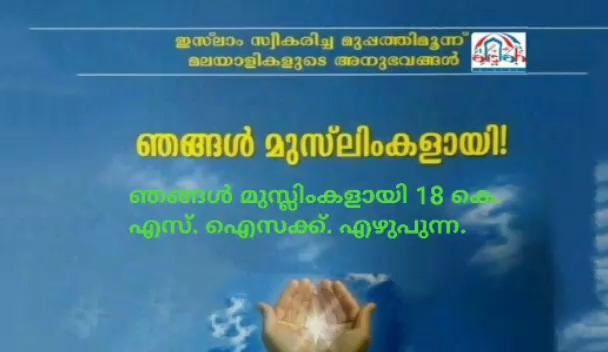 ഇസ്‌ലാം സ്വീകരിച്ച മുപ്പത്തിമൂന്ന്
മലയാളികളുടെ അനുഭവങ്ങൾ
ഞങ്ങൾ മുസ്‌ലിംകളായി!
ഞങ്ങൾ മുസ്ലിംകളായി 18 കെ.
എസ്. ഐസക്ക്. എഴുപുന്ന.